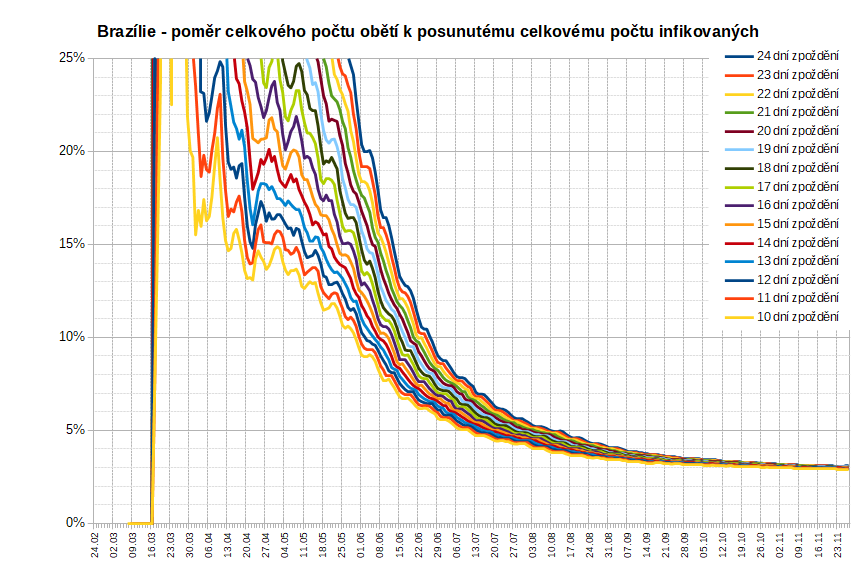 Brazílie - poměr celkového počtu obětí k posunutému celkovému počtu infikovaných
25%
20%
15%
10%
5%
0%
24 dní zpoždění
23 dní zpoždění
22 dní zpoždění
21 dní zpoždění
20 dní zpoždění
19 dní zpoždění
18 dní zpoždění
17 dní zpoždění
16 dní zpoždění
15 dní zpoždění
14 dní zpoždění
13 dní zpoždění
12 dní zpoždění
11 dní zpoždění
10 dní zpoždění
24.02
02.03
09.03
16.03
23.03
30.03
06.04
13.04
20.04
27.04
04.05
11.05
18.05
25.05
01.06
08.06
15.06
22.06
29.06
06.07
13.07
20.07
27.07
03.08
10.08
17.08
24.08
31.08
07.09
14.09
21.09
28.09
05.10
12.10
19.10
26.10
02.11
09.11
16.11
23.11